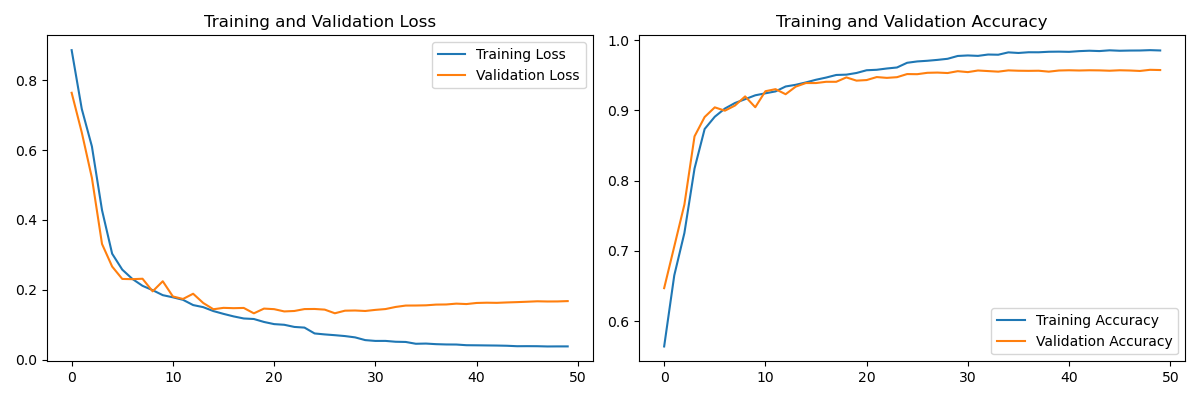 Training and Validation Loss
Training Loss
Validation Loss
0.8
0.6
0.4
0.2
0.0
0 10 20 30 40 50
Training and Validation Accuracy
1.0
0.9
0.8
0.7
0.6
Training Accuracy
Validation Accuracy
0 10 20 30 40 50